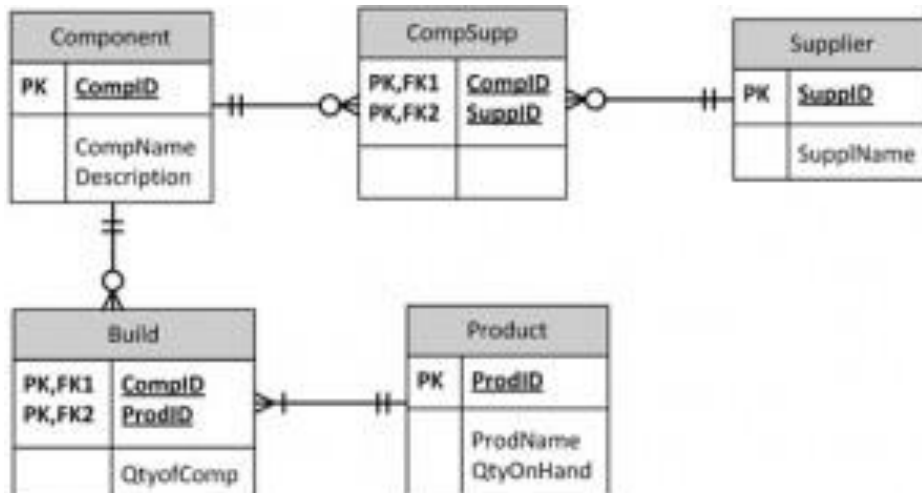 Component
PK CompID
CompName
Description
CompSupp
PK,FK1 CompID
PK,FK2 SuppID
Supplier
PK SuppID
SupplName
Build
PK,FK1 CompID
PK,FK2 ProdID
QtyofComp
Product
PK ProdID
ProdName
QtyOnHand